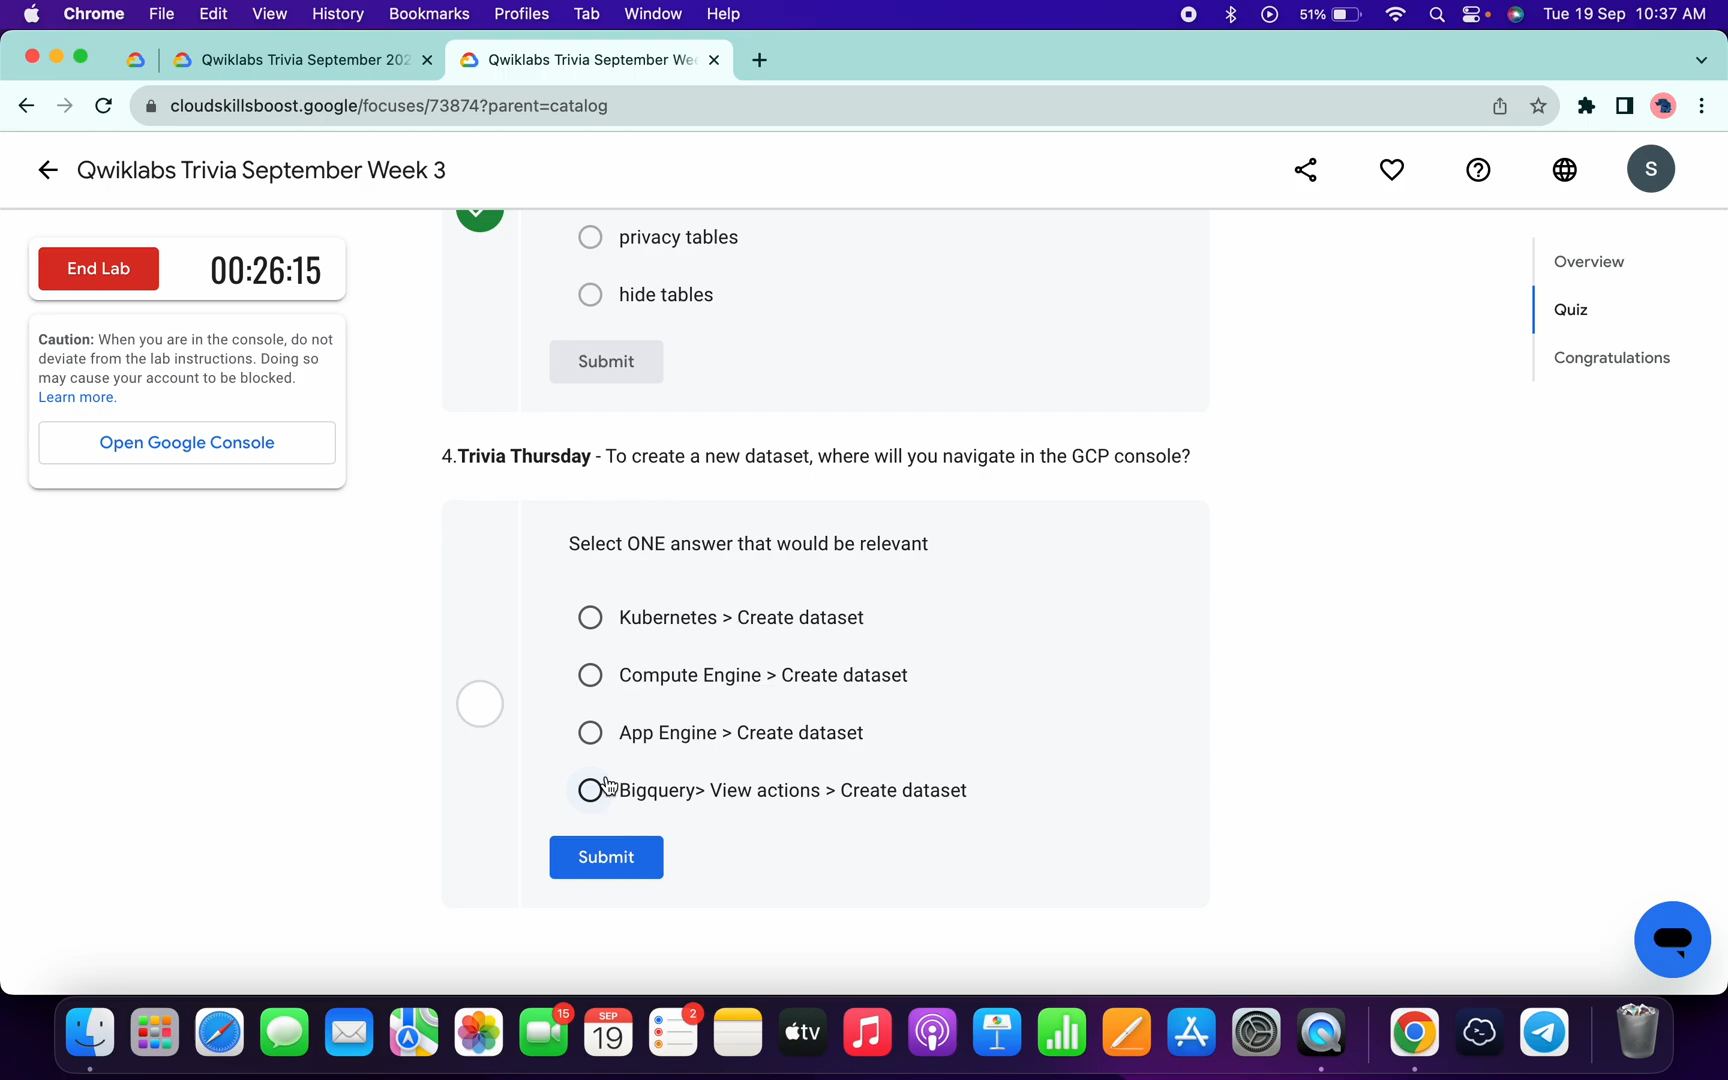 Chrome File Edit View History Bookmarks Profiles Tab Window Help 51% Tue 19 Sep 10:37 AM
Qwiklabs Trivia September 202
Qwiklabs Trivia September We
cloudskillsboost.google/focuses/73874?parent=catalog
Qwiklabs Trivia September Week 3
S
End Lab
00:26:15
Caution: When you are in the console, do not
deviate from the lab instructions. Doing so
may cause your account to be blocked.
Learn more.
Open Google Console
privacy tables
hide tables
Submit
4.Trivia Thursday - To create a new dataset, where will you navigate in the GCP console?
Select ONE answer that would be relevant
Kubernetes > Create dataset
Compute Engine > Create dataset
App Engine > Create dataset
Bigquery> View actions > Create dataset
Submit
Overview
Quiz
Congratulations
15
SEP
19
2
tv